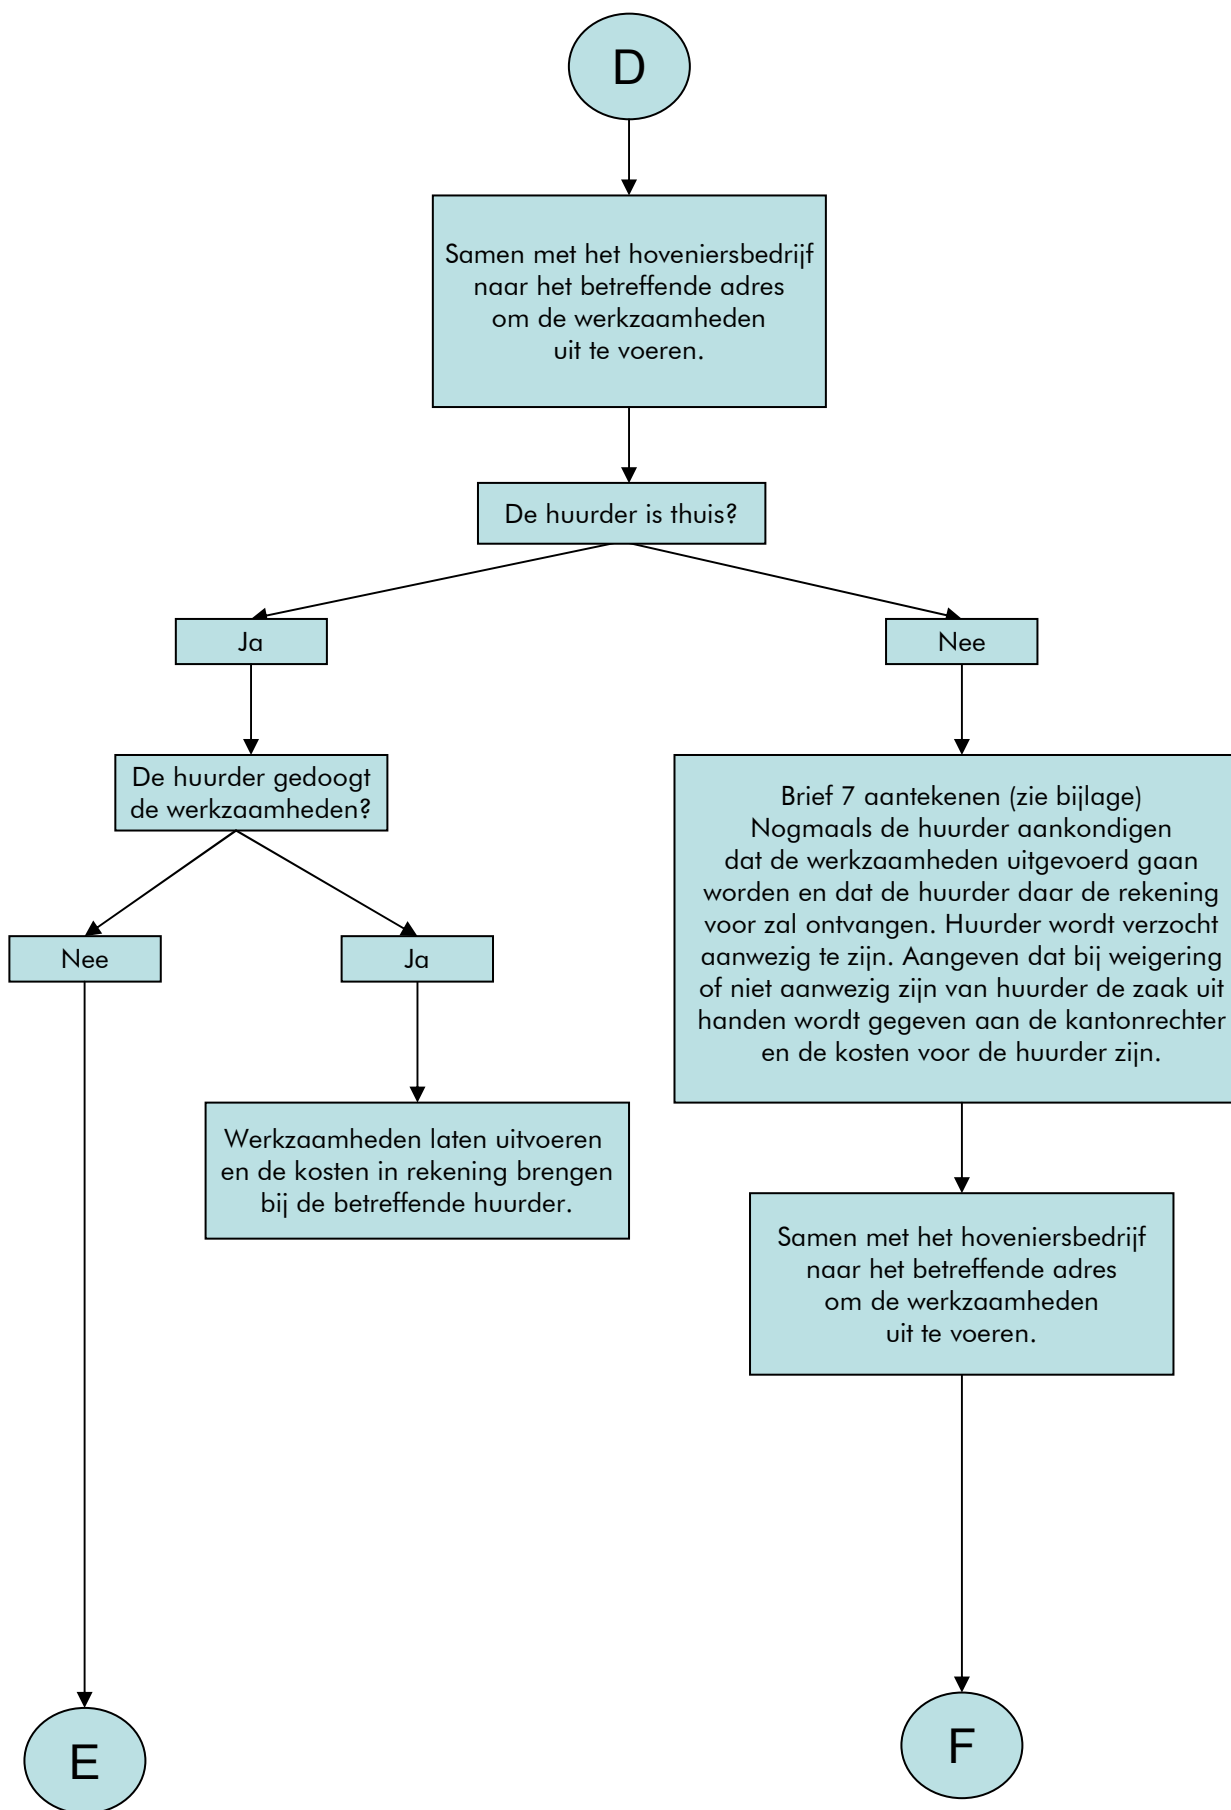 D
Samen met het hoveniersbedrijf
naar het betreffende adres
om de werkzaamheden
uit te voeren.
De huurder is thuis?
Ja
Nee
De huurder gedoogt
de werkzaamheden?
Nee
Ja
Werkzaamheden laten uitvoeren
en de kosten in rekening brengen
bij de betreffende huurder.
Brief 7 aantekenen (zie bijlage)
Nogmaals de huurder aankondigen
dat de werkzaamheden uitgevoerd gaan
worden en dat de huurder daar de rekening
voor zal ontvangen. Huurder wordt verzocht
aanwezig te zijn. Aangeven dat bij weigering
of niet aanwezig zijn van huurder de zaak uit
handen wordt gegeven aan de kantonrechter
en de kosten voor de huurder zijn.
Samen met het hoveniersbedrijf
naar het betreffende adres
om de werkzaamheden
uit te voeren.
E
F